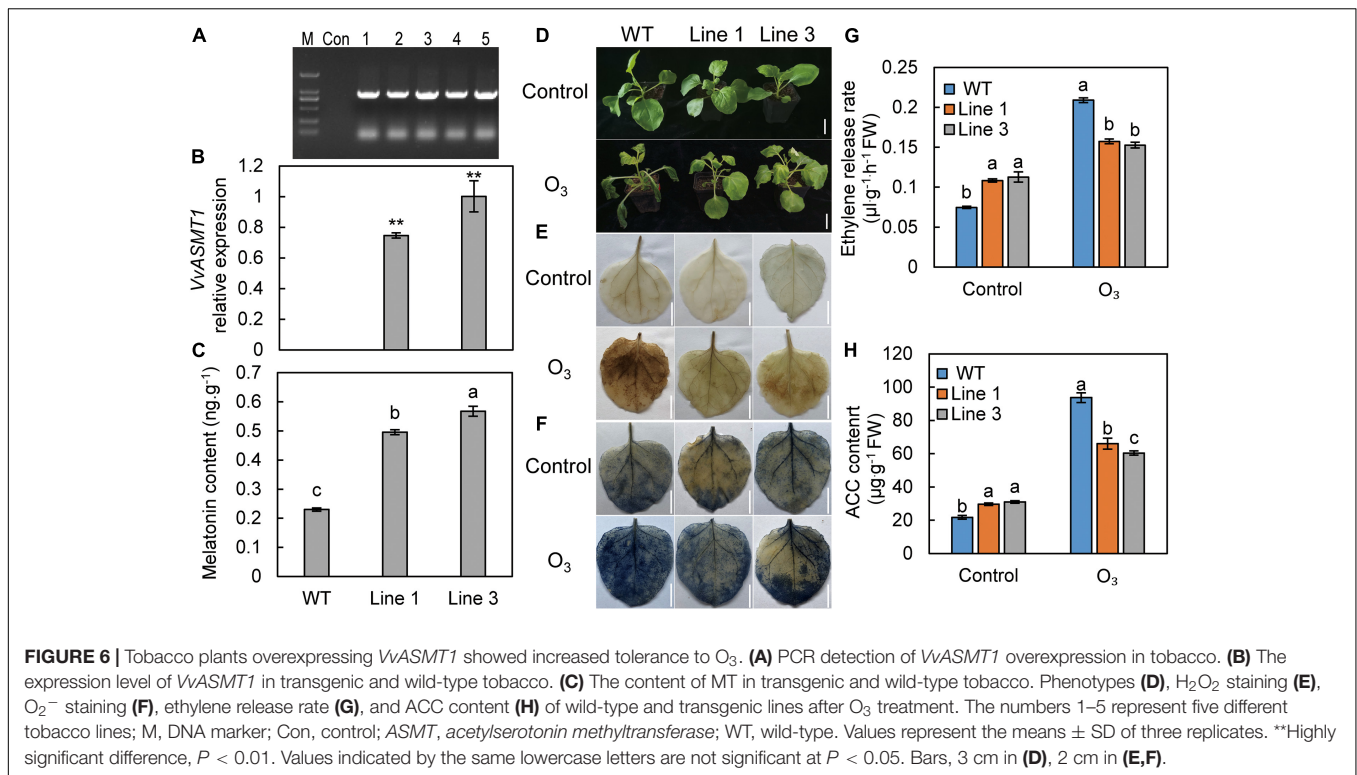 A
M Con 1 2 3 4 5
B
VvASMT1
relative expression
1.2
1
0.8
0.6
0.4
0.2
0
**
**
C
Melatonin content (ng.g-1)
0.7
0.6
0.5
0.4
0.3
0.2
0.1
0
c
b
a
WT Line 1 Line 3
D
WT Line 1 Line 3
Control
O3
E
Control
O3
F
Control
O3
G
Ethylene release rate
(µl·g-1·h-1 FW)
0.25
0.2
0.15
0.1
0.05
0
WT
Line 1
Line 3
b a a
a b b
Control O3
H
ACC contenrt
(µg·g-1 FW)
120
100
80
60
40
20
0
WT
Line 1
Line 3
b a a
a b c
Control O3
FIGURE 6 | Tobacco plants overexpressing VvASMT1 showed increased tolerance to O3. (A) PCR detection of VvASMT1 overexpression in tobacco. (B) The
expression level of VvASMT1 in transgenic and wild-type tobacco. (C) The content of MT in transgenic and wild-type tobacco. Phenotypes (D), H2O2 staining (E),
O2− staining (F), ethylene release rate (G), and ACC content (H) of wild-type and transgenic lines after O3 treatment. The numbers 1–5 represent five different
tobacco lines; M, DNA marker; Con, control; ASMT, acetylserotonin methyltransferase; WT, wild-type. Values represent the means ± SD of three replicates. **Highly
significant difference, P < 0.01. Values indicated by the same lowercase letters are not significant at P < 0.05. Bars, 3 cm in (D), 2 cm in (E,F).